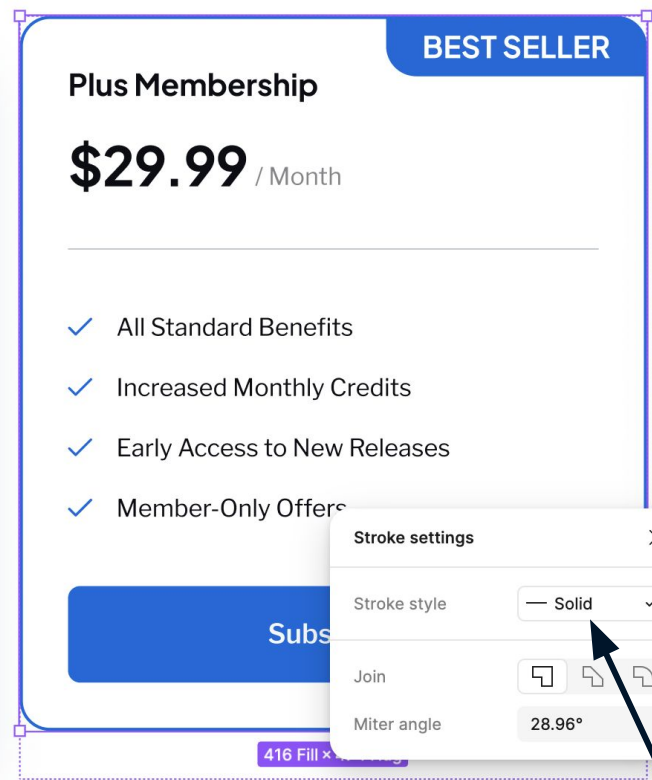 BEST SELLER
Plus Membership
$29.99 / Month
All Standard Benefits
Increased Monthly Credits
Early Access to New Releases
Member-Only Offers
Stroke settings
Stroke style
Solid
Subs
Join
Miter angle
28.96°
416 Fill ×